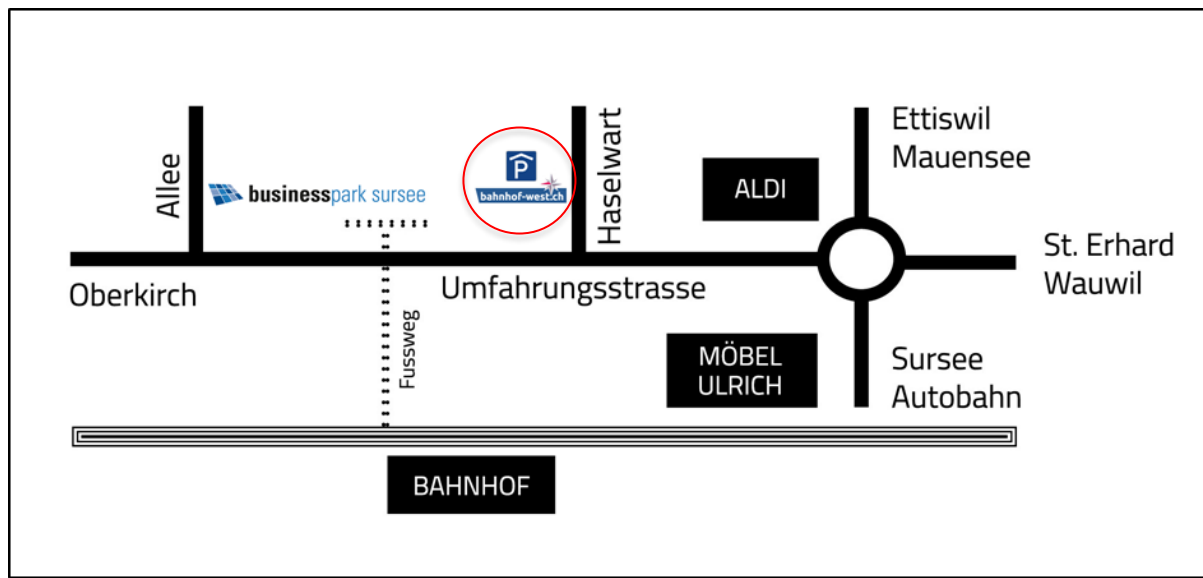 Allee
businesspark sursee
P
bahnhof-west.ch
Haselwart
ALDI
Ettiswil
Mauensee
Oberkirch
Umfahrungsstrasse
St. Erhard
Wauwil
Fussweg
MÖBEL
ULRICH
Sursee
Autobahn
BAHNHOF